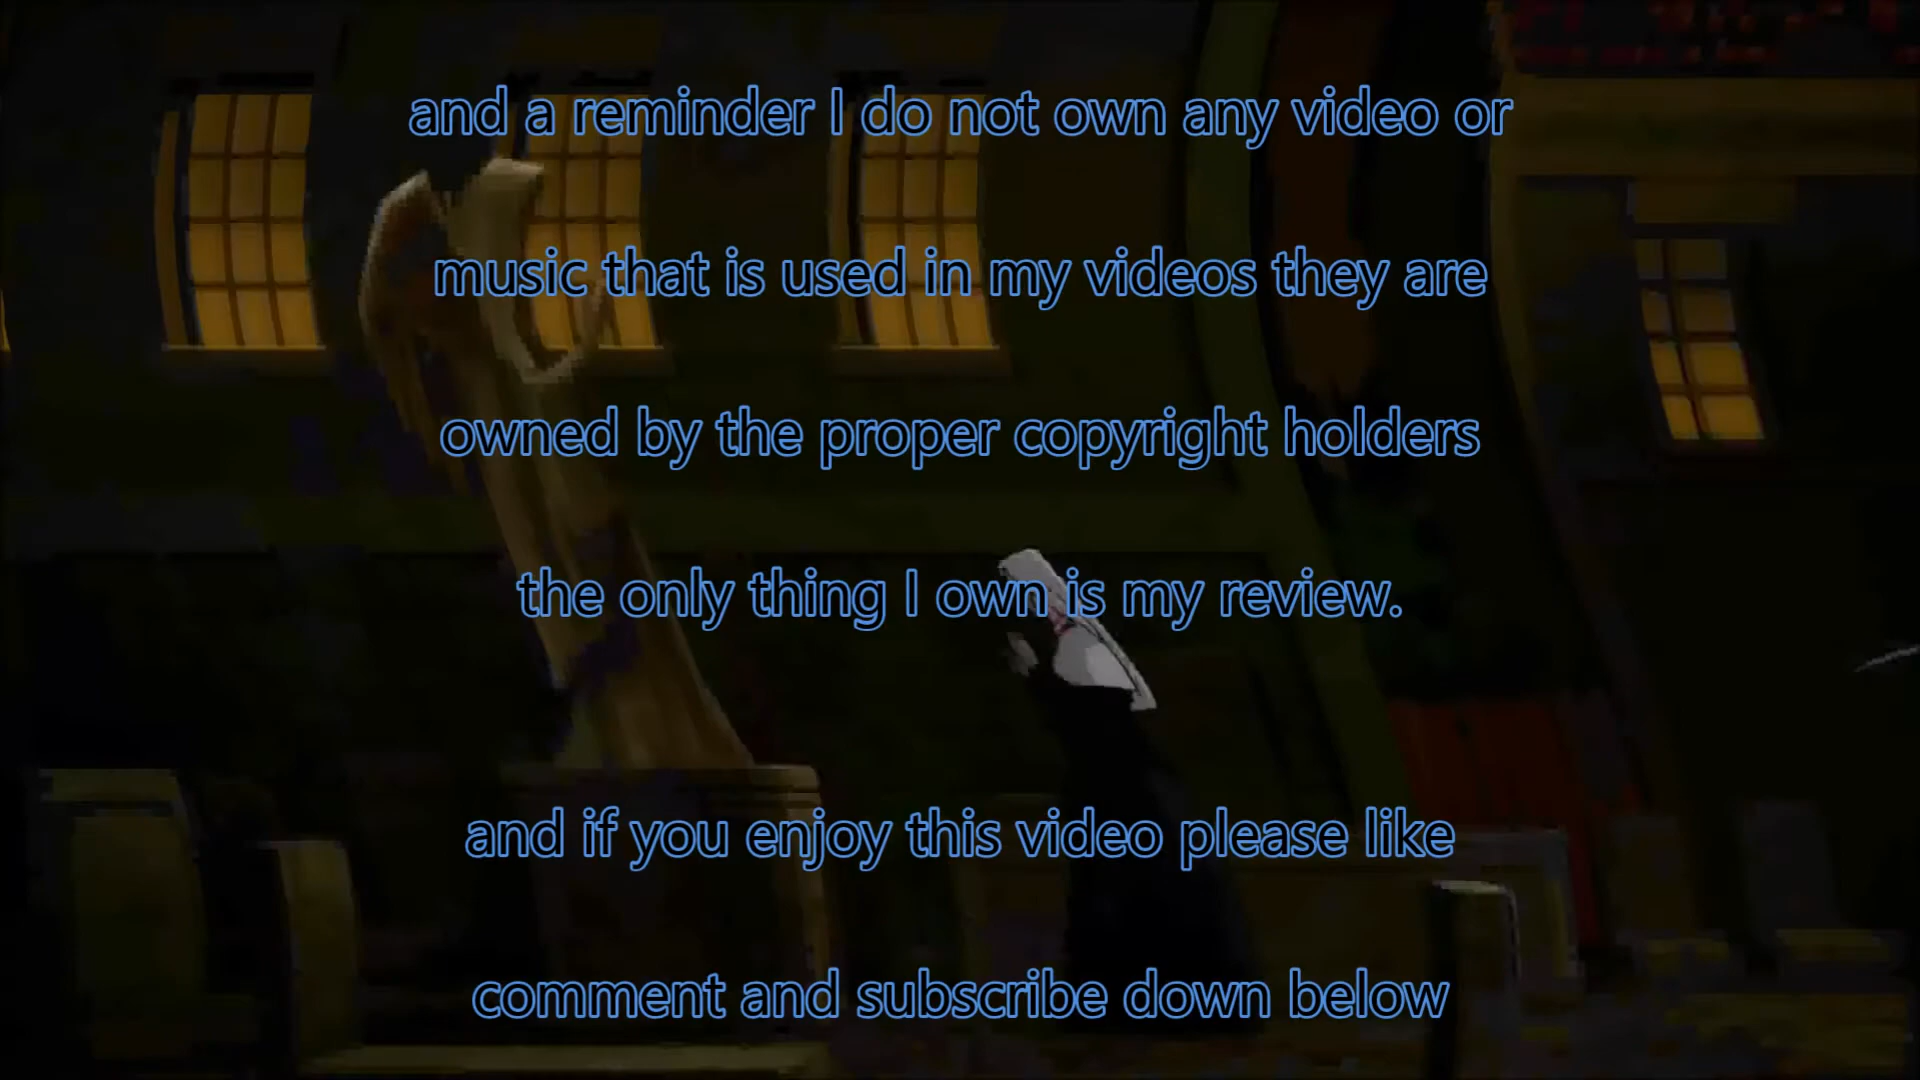 and a reminder I do not own any video or
music that is used in my videos they are
owned by the proper copyright holders
the only thing I own is my review.
and if you enjoy this video please like
comment and subscribe down below